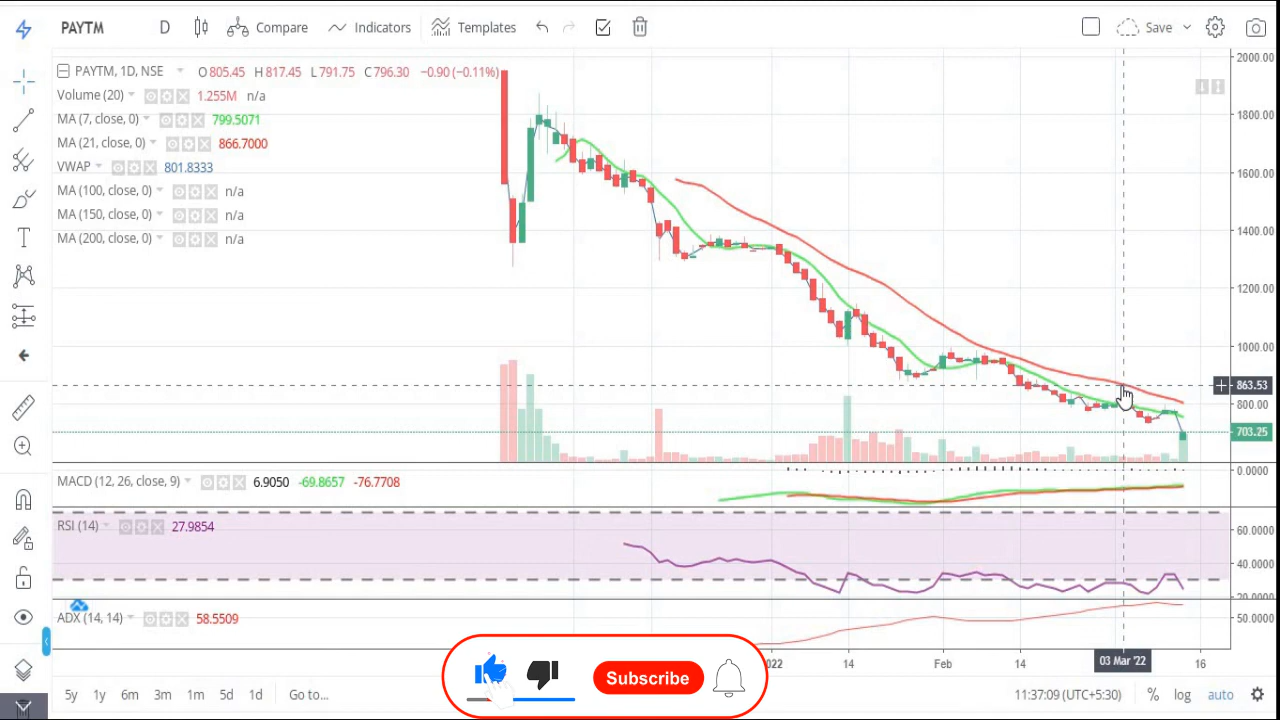 PAYTM D Compare Indicators Templates Save
PAYTM, 1D, NSE O805.45 H817.45 L791.75 C796.30 −0.90 (−0.11%)
Volume (20) 1.255M n/a
MA (7, close, 0) 799.5071
MA (21, close, 0) 866.7000
VWAP 801.8333
MA (100, close, 0) n/a
MA (150, close, 0) n/a
MA (200, close, 0) n/a
2000.00
1800.00
1600.00
1400.00
1200.00
1000.00
863.53
800.00
703.25
MACD (12, 26, close, 9) 6.9050 -69.8657 -76.7708
0.0000
RSI (14) 27.9854
60.0000
40.0000
20.0000
ADX (14, 14) 58.5509
50.0000
14 Feb 14 03 Mar '22 16
Subscribe
5y 1y 6m 3m 1m 5d 1d Go to... 11:37:09 (UTC+5:30) % log auto